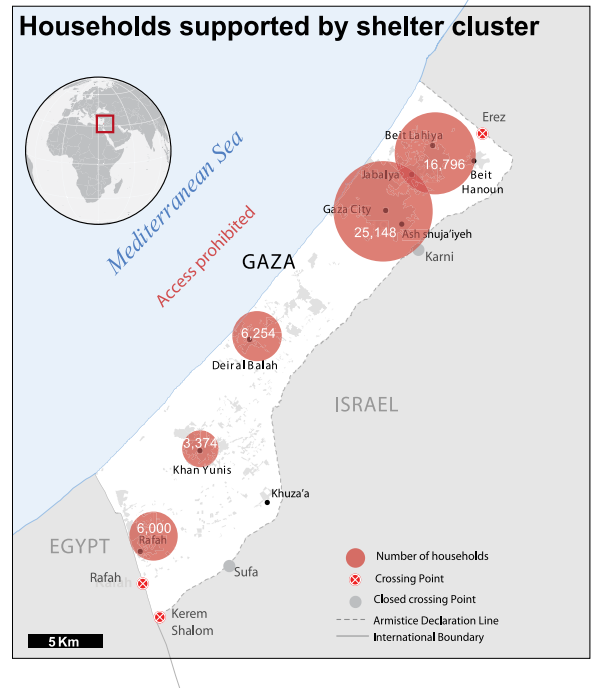 Households supported by shelter cluster
Erez
Beit Lahiya
16,796
Jabalya
Beit
Hanoun
Gaza City
25,148
Ash shuja'iyeh
Karni
Mediterranean Sea
Access prohibited
GAZA
6,254
Deiral Balah
ISRAEL
3,374
Khan Yunis
Khuza'a
6,000
Rafah
EGYPT
Sufa
Rafah
Rafah
Kerem
Shalom
Number of households
Crossing Point
Closed crossing Point
Armistice Declaration Line
International Boundary
5 Km